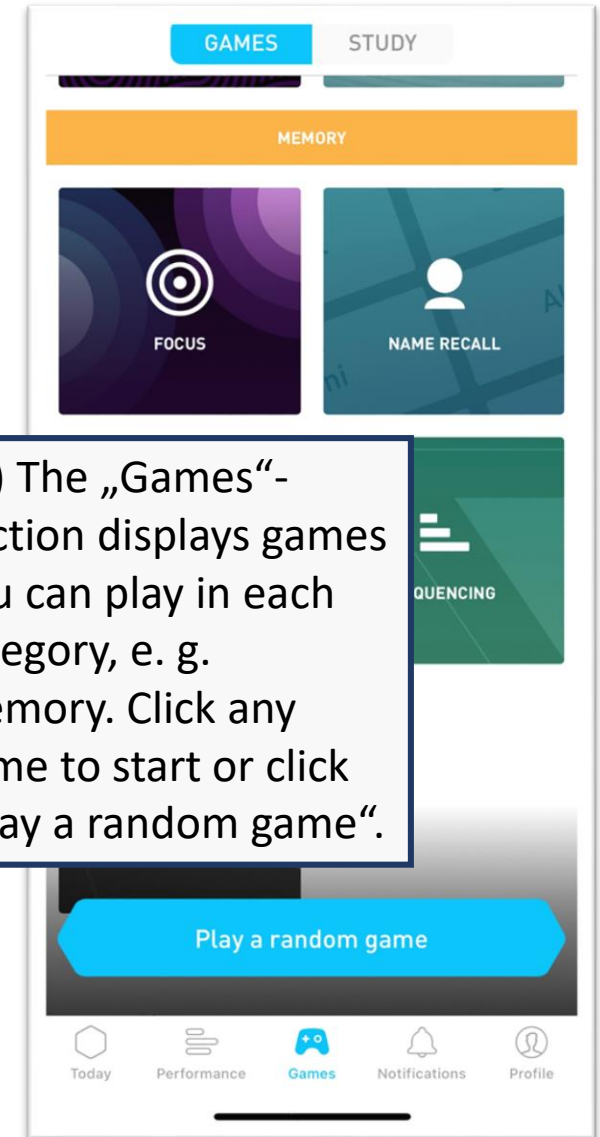 GAMES STUDY
MEMORY
FOCUS
NAME RECALL
) The „Games“-
ction displays games
u can play in each
egory, e. g.
emory. Click any
me to start or click
ay a random game“.
QUENCING
Play a random game
Today Performance Games Notifications Profile